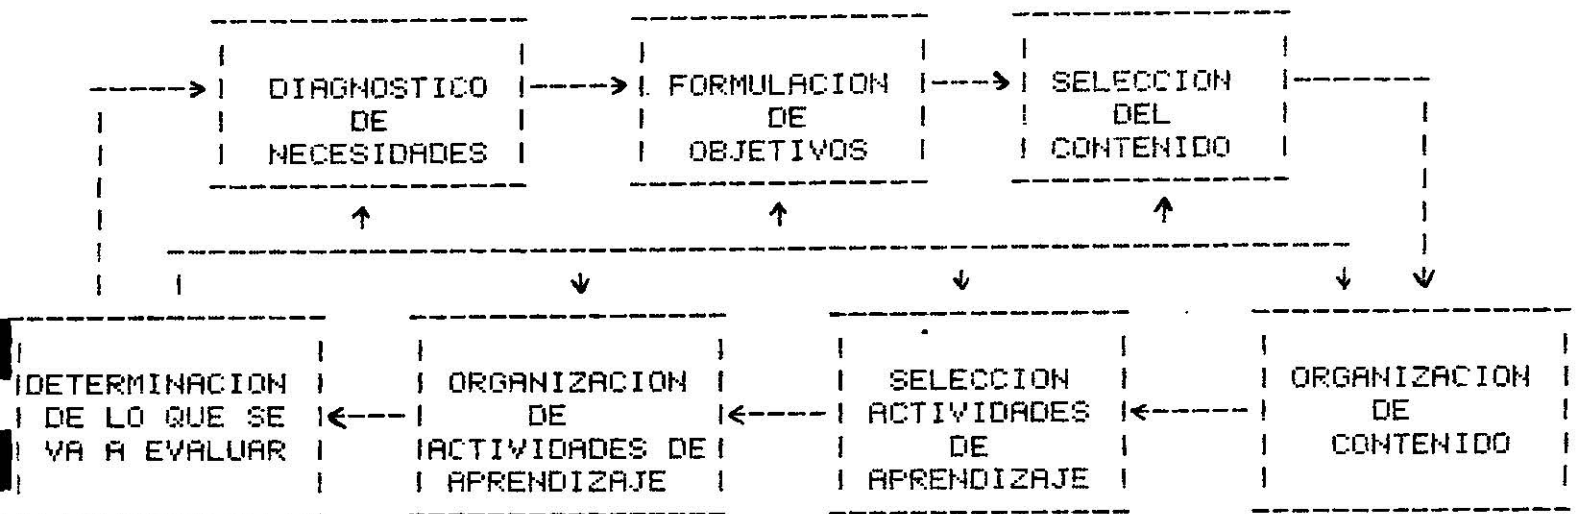 DIAGNOSTICO
DE
NECESIDADES
FORMULACION
DE
OBJETIVOS
SELECCION
DEL
CONTENIDO
DETERMINACION
DE LO QUE SE
VA A EVALUAR
ORGANIZACION
DE
ACTIVIDADES DE
APRENDIZAJE
SELECCION
ACTIVIDADES
DE
APRENDIZAJE
ORGANIZACION
DE
CONTENIDO